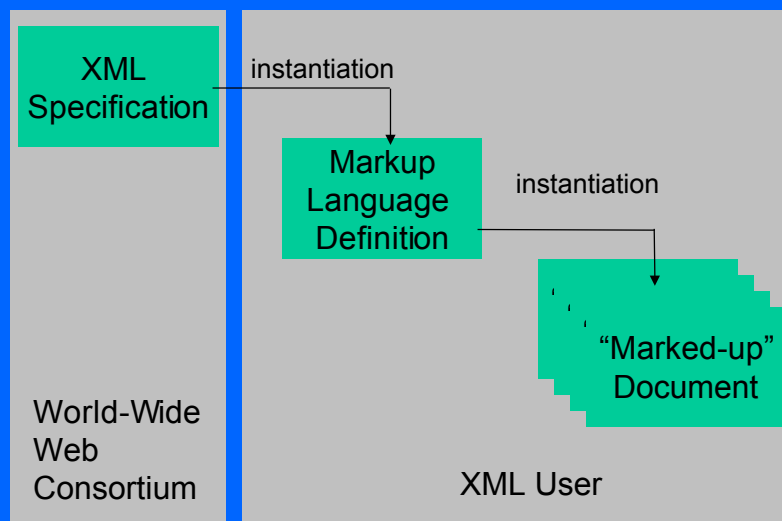 XML
Specification
instantiation
Markup
Language
Definition
instantiation
“Marked-up”
Document
World-Wide
Web
Consortium
XML User